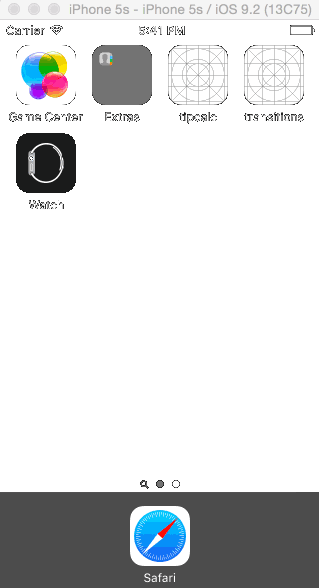 iPhone 5s - iPhone 5s / iOS 9.2 (13C75)
Carrier 5:41 PM
Game Center Extras tipcalc transitions
Watch
Safari